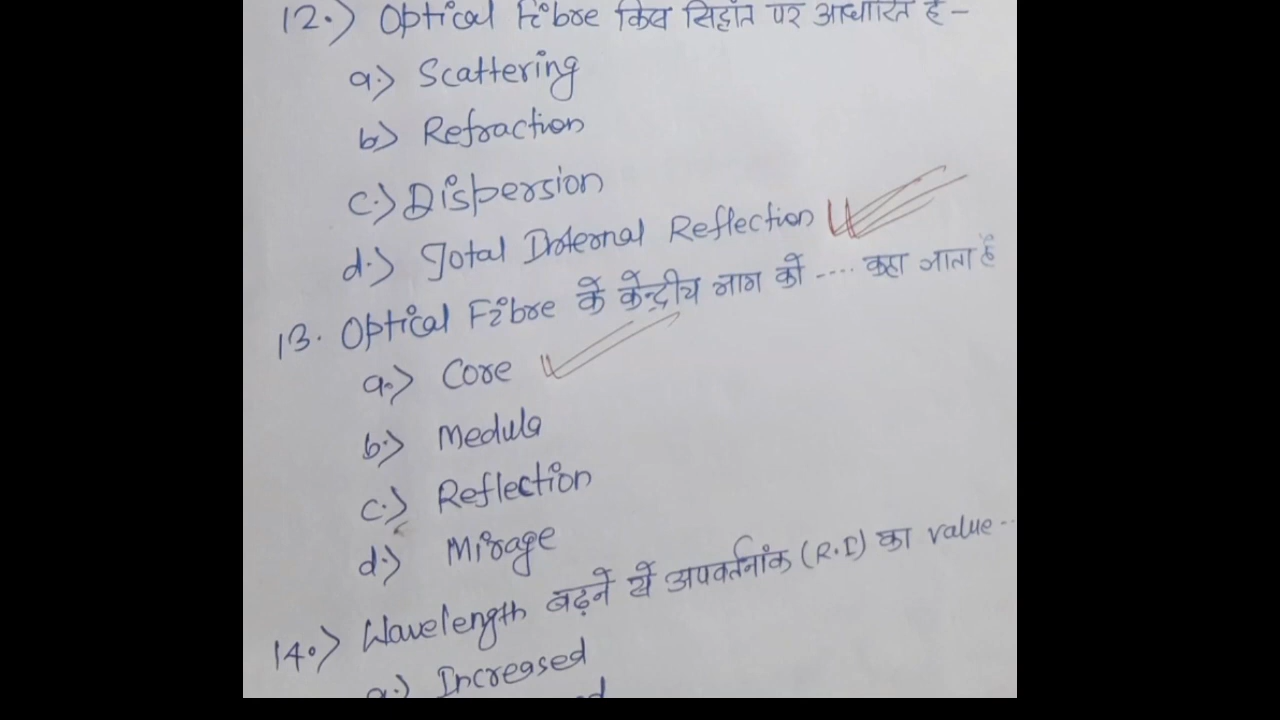 12.) Optical Fibre किस सिद्दांत पर आधारित है -
a.) Scattering
b) Refraction
c.) Dispersion
d.) Total Internal Reflection
13. Optical Fibre के केन्द्रीय भाग को .... कहा जाता है
a.) Core
b.) Medula
c.) Reflection
d.) Mirage
14.) Wavelength बढ़ने से अपवर्तनांक (R.I) का value ..
a.) Increased